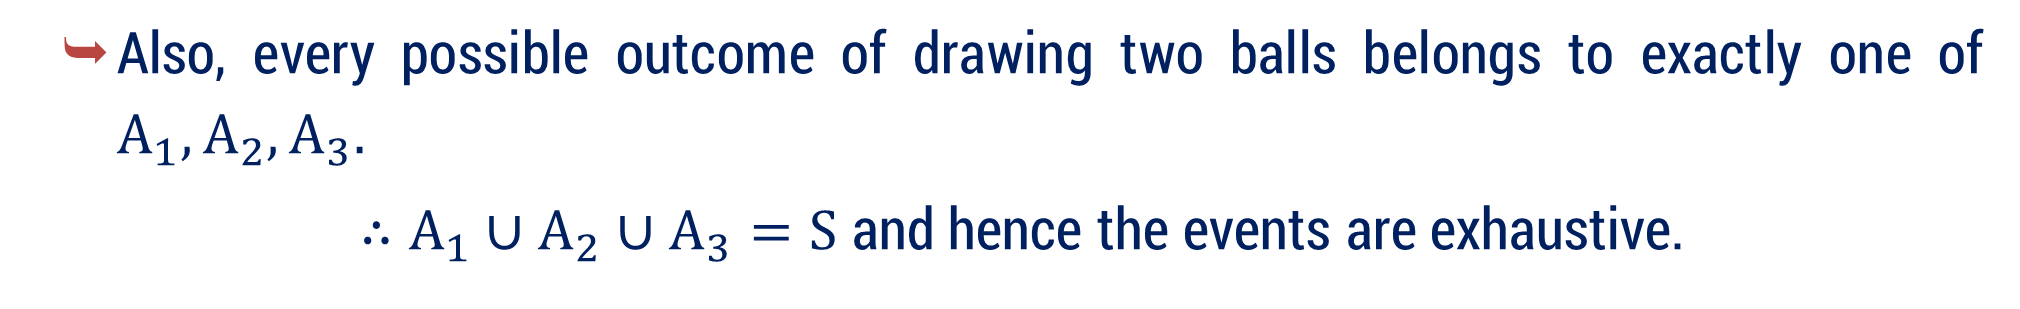 ➥ Also, every possible outcome of drawing two balls belongs to exactly one of
A₁, A₂, A₃.
∴ A₁ ∪ A₂ ∪ A₃ = S and hence the events are exhaustive.